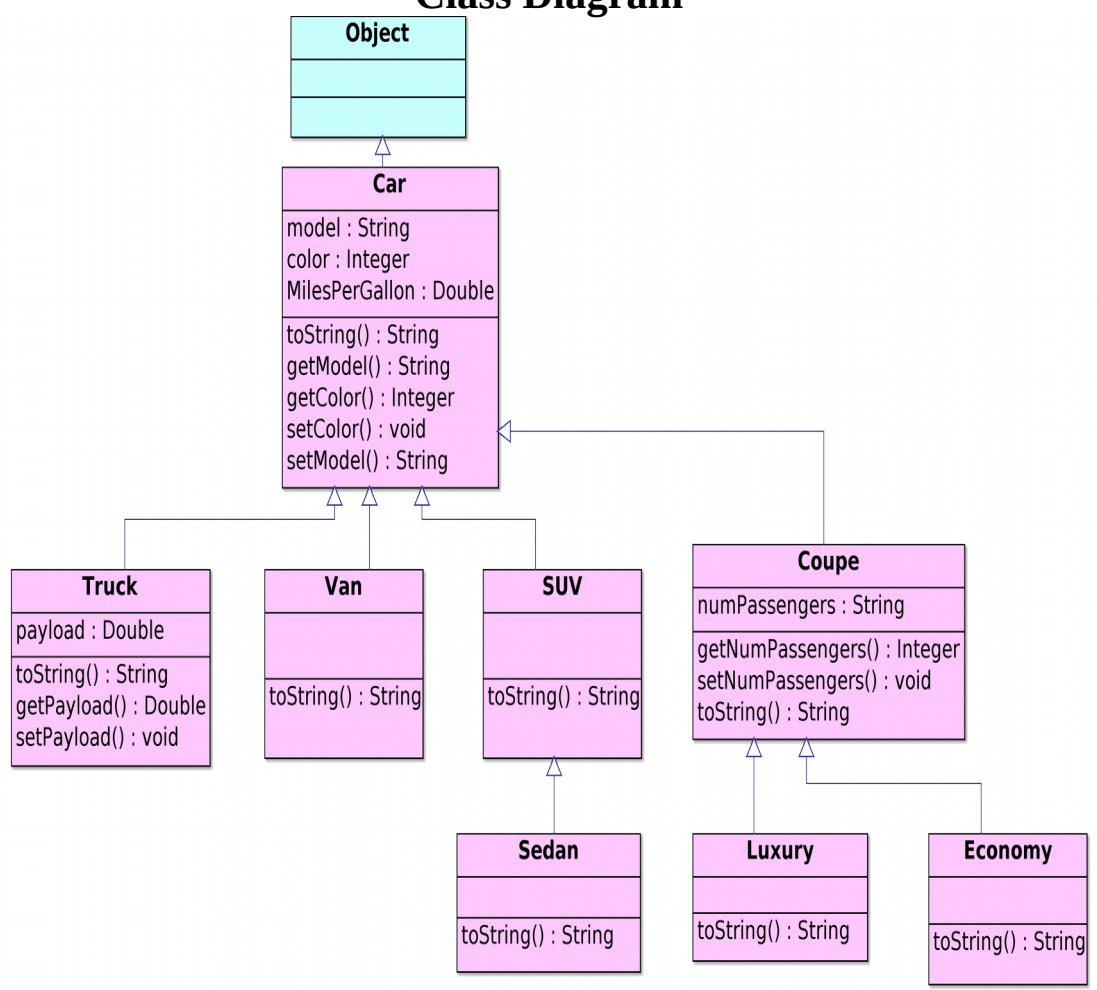 Class Diagram
Object
Car
model : String
color : Integer
MilesPerGallon : Double
toString() : String
getModel() : String
getColor() : Integer
setColor() : void
setModel() : String
Truck
payload : Double
toString() : String
getPayload() : Double
setPayload() : void
Van
toString() : String
SUV
toString() : String
Coupe
numPassengers : String
getNumPassengers() : Integer
setNumPassengers() : void
toString() : String
Sedan
toString() : String
Luxury
toString() : String
Economy
toString() : String